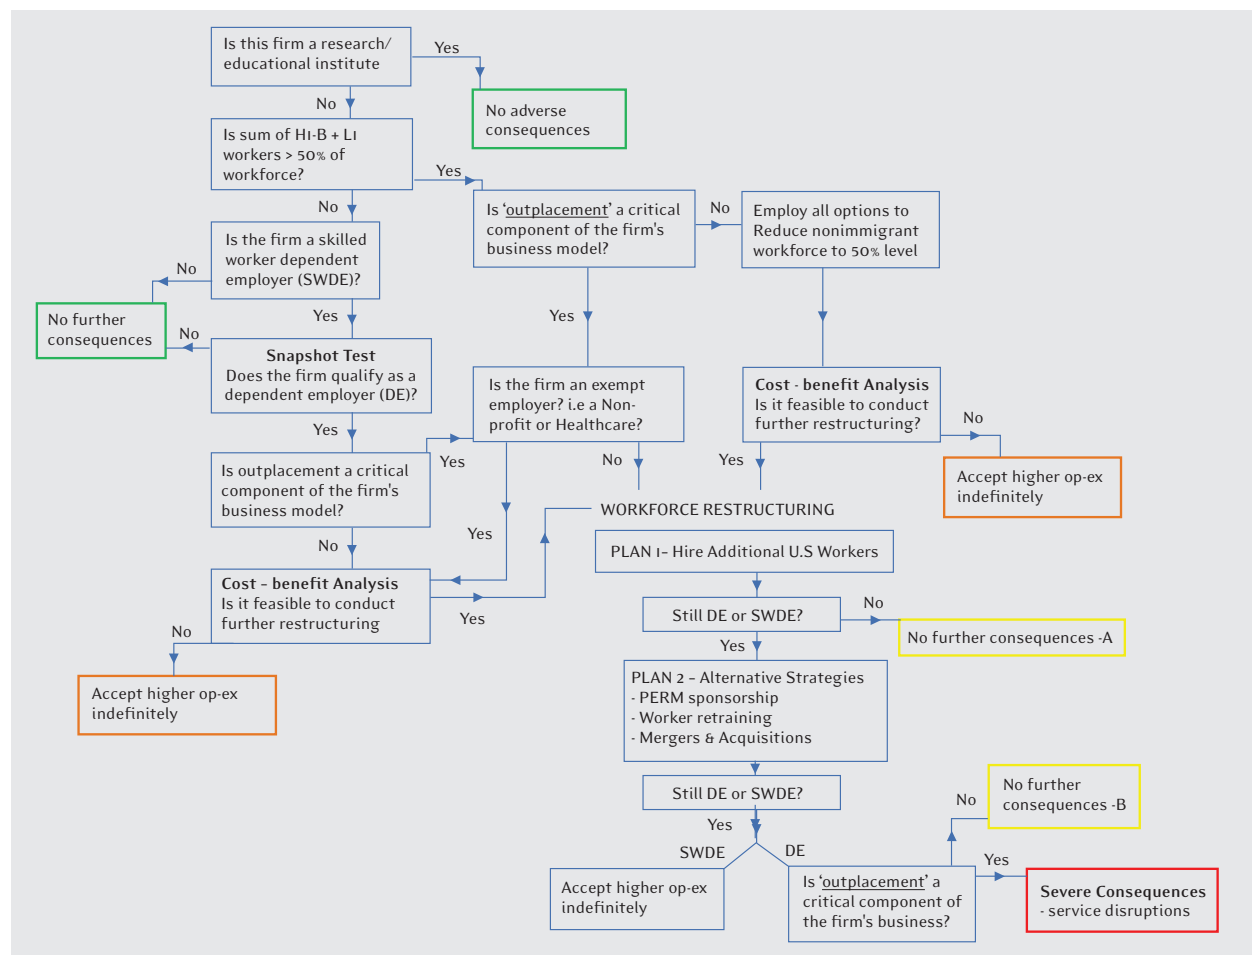 Is this firm a research/
educational institute
Yes
No adverse
consequences
No
Is sum of H1-B + L1
workers > 50% of
workforce?
Yes
Is ‘outplacement’ a critical
component of the firm's
business model?
No
Employ all options to
Reduce nonimmigrant
workforce to 50% level
No
Is the firm a skilled
worker dependent
employer (SWDE)?
No
No further
consequences
Yes
No
Snapshot Test
Does the firm qualify as a
dependent employer (DE)?
Yes
Is the firm an exempt
employer? i.e a Non-
profit or Healthcare?
Cost - benefit Analysis
Is it feasible to conduct
further restructuring?
No
Accept higher op-ex
indefinitely
Yes
Yes
Is outplacement a critical
component of the firm's
business model?
Yes
No
Yes
WORKFORCE RESTRUCTURING
No
Cost – benefit Analysis
Is it feasible to conduct
further restructuring
Yes
No
Accept higher op-ex
indefinitely
PLAN 1– Hire Additional U.S Workers
Still DE or SWDE?
No
No further consequences -A
Yes
PLAN 2 – Alternative Strategies
- PERM sponsorship
- Worker retraining
- Mergers & Acquisitions
Still DE or SWDE?
Yes
SWDE
DE
Accept higher op-ex
indefinitely
Is ‘outplacement’ a
critical component of
the firm's business?
No
No further
consequences -B
Yes
Severe Consequences
- service disruptions